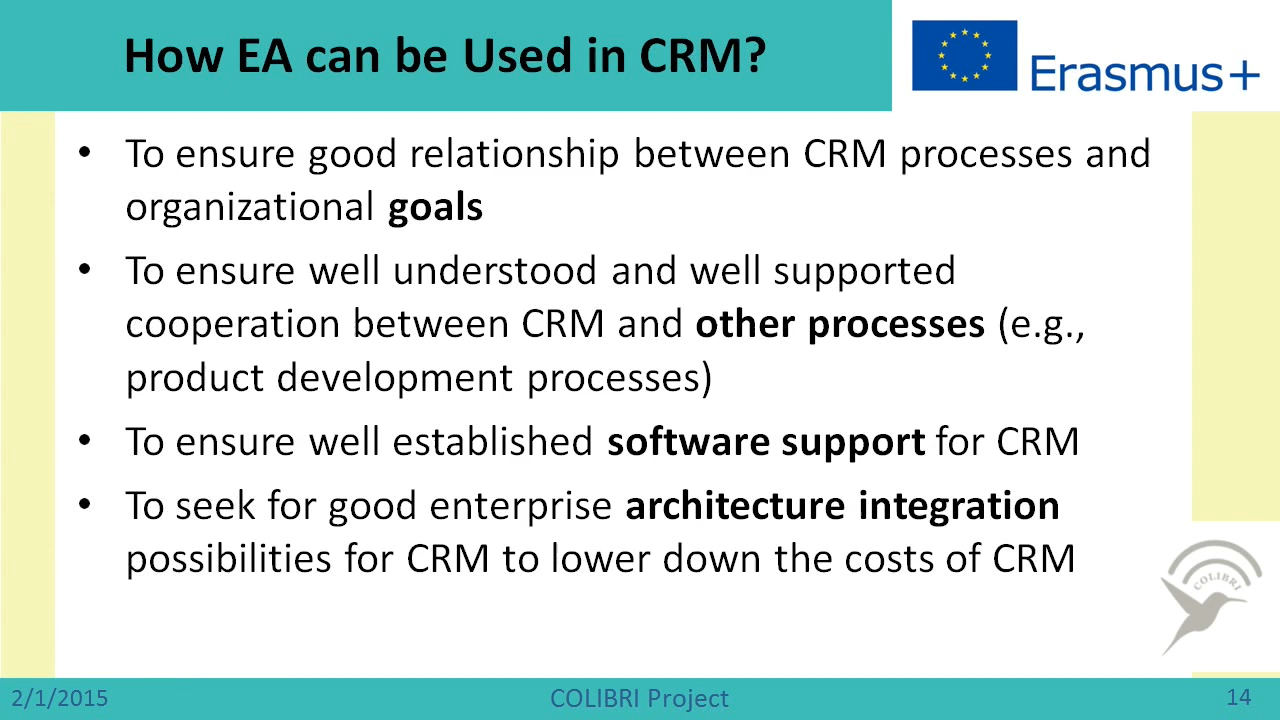 How EA can be Used in CRM?
Erasmus+
• To ensure good relationship between CRM processes and
organizational goals
• To ensure well understood and well supported
cooperation between CRM and other processes (e.g.,
product development processes)
• To ensure well established software support for CRM
• To seek for good enterprise architecture integration
possibilities for CRM to lower down the costs of CRM
COLIBRI
2/1/2015
COLIBRI Project
14